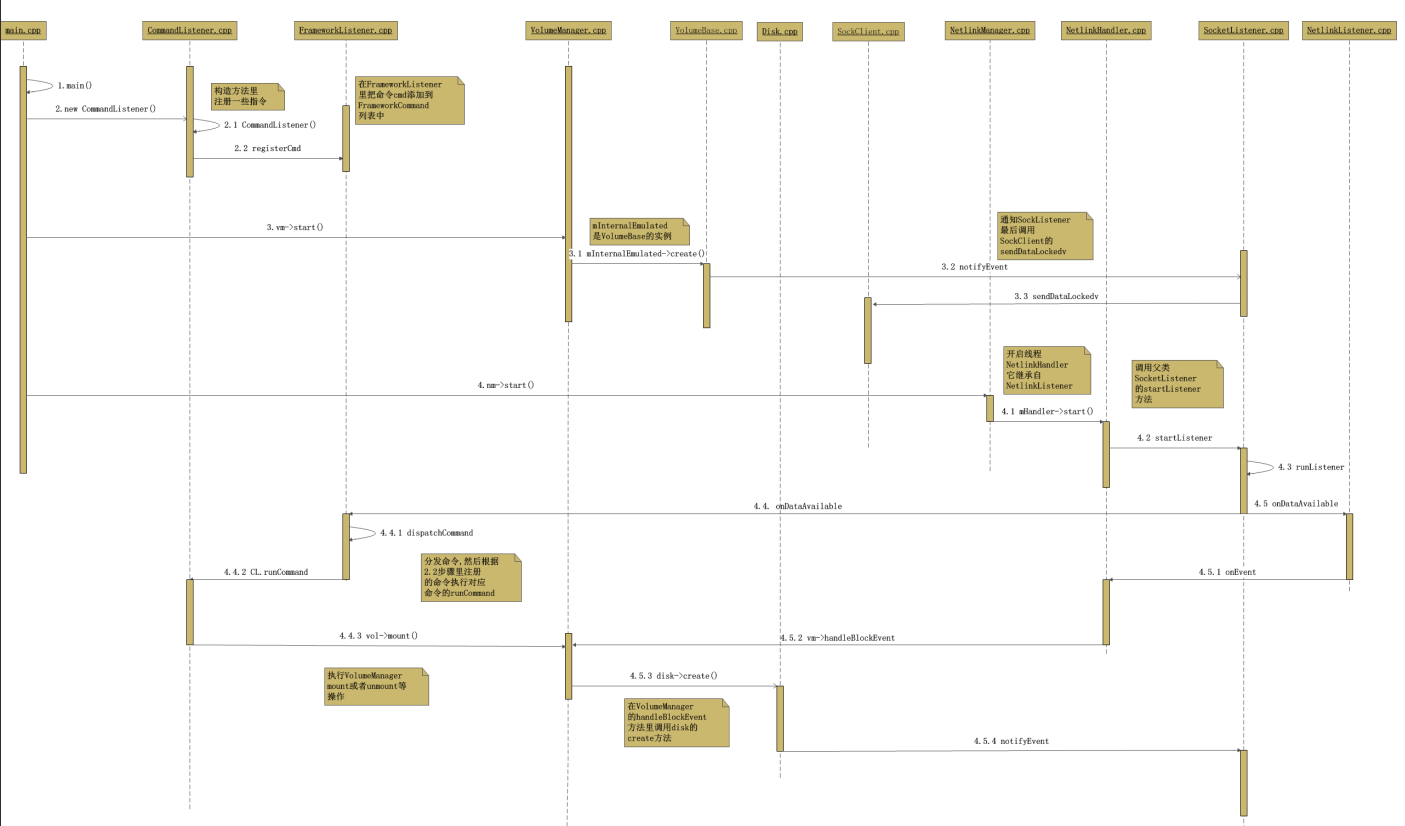 main.cpp
CommandListener.cpp
FrameworkListener.cpp
VolumeManager.cpp
VolumeBase.cpp
Disk.cpp
SockClient.cpp
NetlinkManager.cpp
NetlinkHandler.cpp
SocketListener.cpp
NetlinkListener.cpp
1.main()
构造方法里
注册一些指令
在FrameworkListener
里把命令cmd添加到
FrameworkCommand
列表中
2.new CommandListener()
2.1 CommandListener()
2.2 registerCmd
3.vm->start()
mInternalEmulated
是VolumeBase的实例
通知SockListener
最后调用
SockClient的
sendDataLockedv
3.1 mInternalEmulated->create()
3.2 notifyEvent
3.3 sendDataLockedv
开启线程
NetlinkHandler
它继承自
NetlinkListener
调用父类
SocketListener
的startListener
方法
4.nm->start()
4.1 mHandler->start()
4.2 startListener
4.3 runListener
4.4. onDataAvailable
4.5 onDataAvailable
4.4.1 dispatchCommand
分发命令,然后根据
2.2步骤里注册
的命令执行对应
命令的runCommand
4.4.2 CL.runCommand
4.5.1 onEvent
4.4.3 vol->mount()
4.5.2 vm->handleBlockEvent
执行VolumeManager
mount或者unmount等
操作
4.5.3 disk->create()
在VolumeManager
的handleBlockEvent
方法里调用disk的
create方法
4.5.4 notifyEvent